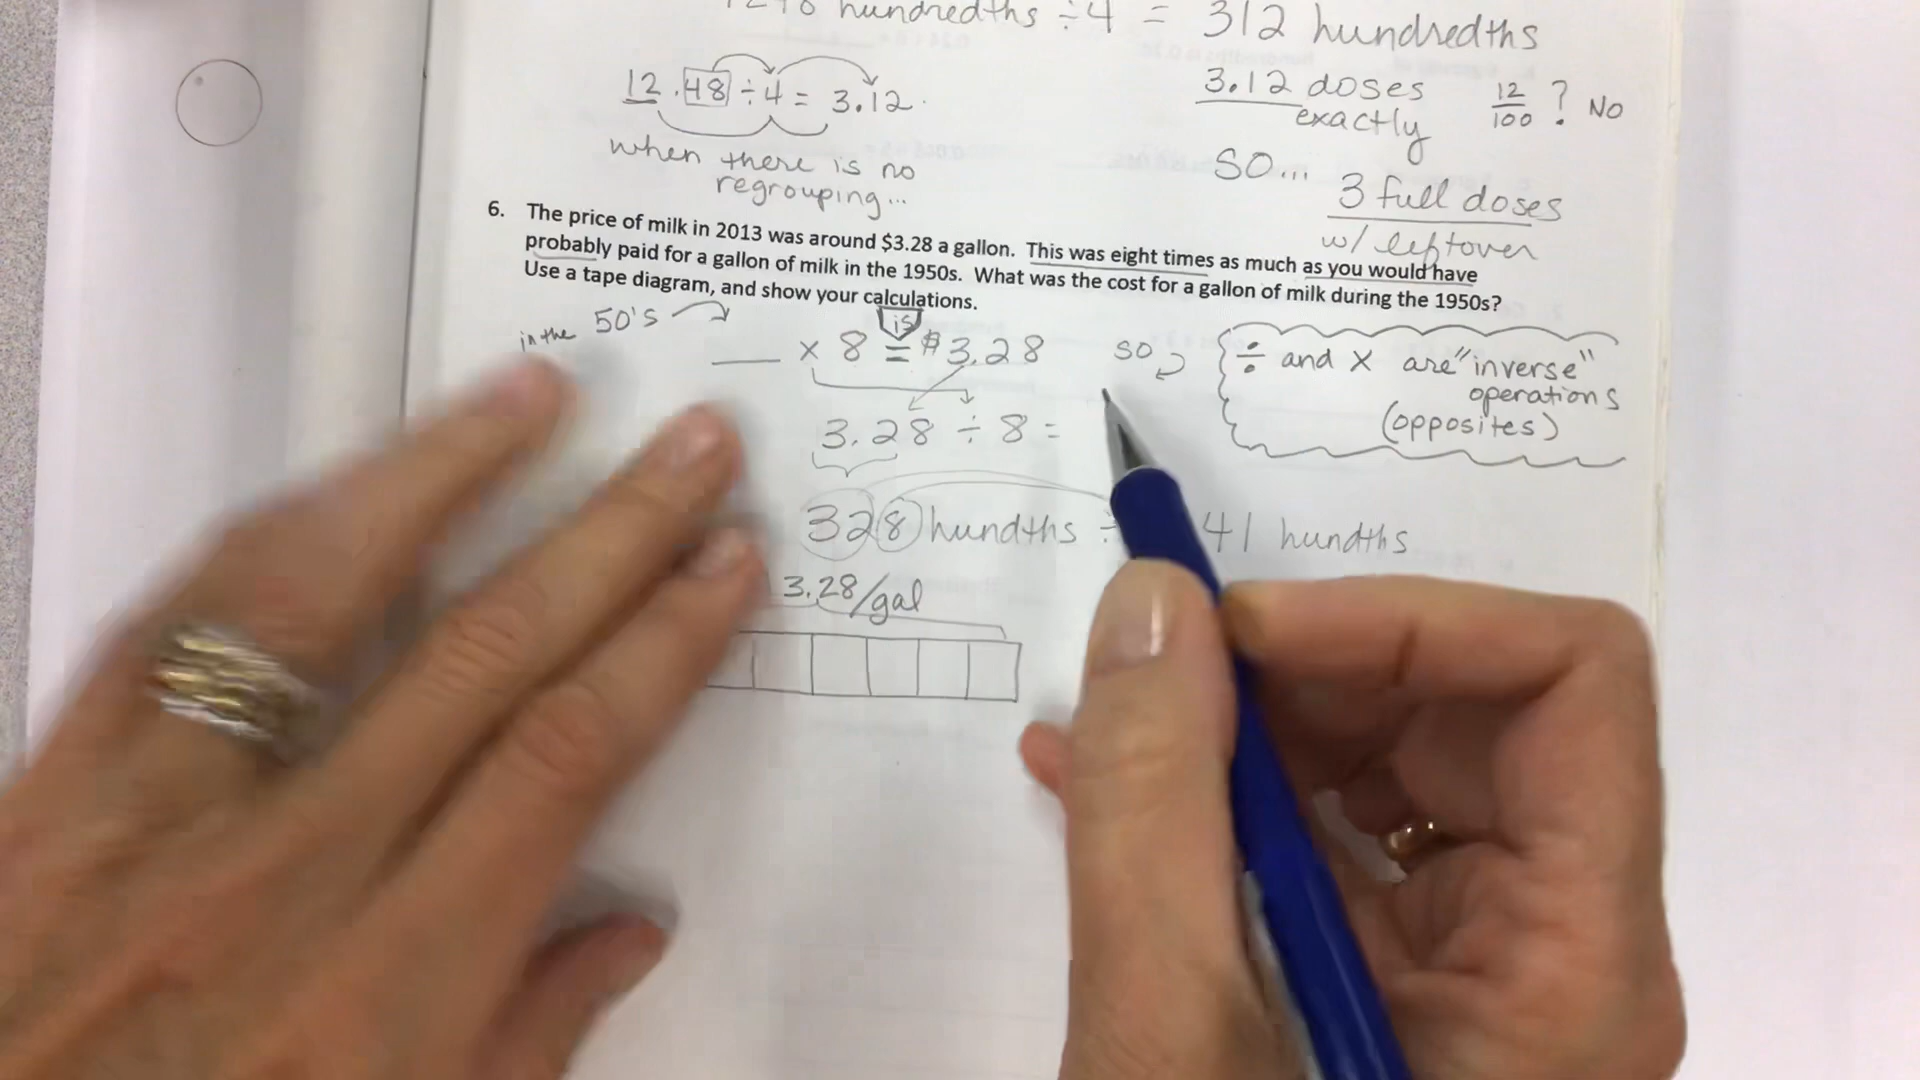 hundredths ÷ 4 = 312 hundredths
12.48 ÷ 4 = 3.12
3.12 doses exactly
12/100 ? No
when there is no
regrouping...
SO...
3 full doses
w/ leftover
6. The price of milk in 2013 was around $3.28 a gallon. This was eight times as much as you would have
probably paid for a gallon of milk in the 1950s. What was the cost for a gallon of milk during the 1950s?
Use a tape diagram, and show your calculations.
in the 50's
is
___ × 8 = $3.28
so
÷ and × are "inverse"
operations
(opposites)
3.28 ÷ 8 =
328 hundths ÷ 41 hundths
3.28/gal